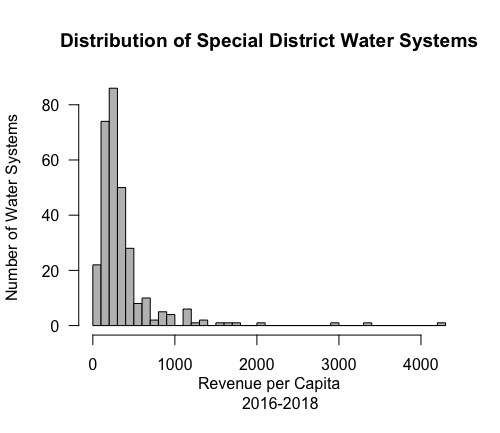 Distribution of Special District Water Systems
Number of Water Systems
80
60
40
20
0
0 1000 2000 3000 4000
Revenue per Capita
2016-2018